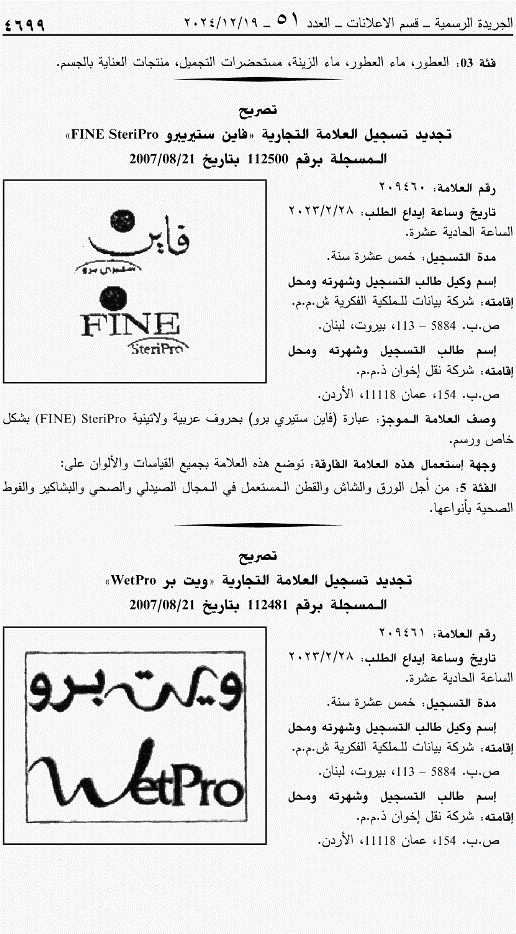 الجريدة الرسمية – قسم الاعلانات – العدد ٥١ – ٢٠٢٤/١٢/١٩
٤٦٩٩
فئة 03: العطور، ماء العطور، ماء الزينة، مستحضرات التجميل، منتجات العناية بالجسم.
تصريح
تجديد تسجيل العلامة التجارية «فاين ستيريبرو FINE SteriPro»
المسجلة برقم 112500 بتاريخ 2007/08/21
فاين
ستيري برو
FINE
SteriPro
رقم العلامة: ٢٠٩٤٦٠
تاريخ وساعة إيداع الطلب: ٢٠٢٣/٢/٢٨
الساعة الحادية عشرة.
مدة التسجيل: خمس عشرة سنة.
إسم وكيل طالب التسجيل وشهرته ومحل
إقامته: شركة بيانات للملكية الفكرية ش.م.م.
ص.ب. 5884 – 113، بيروت، لبنان.
إسم طالب التسجيل وشهرته ومحل
إقامته: شركة نقل إخوان ذ.م.م.
ص.ب. 154، عمان 11118، الأردن.
وصف العلامة الموجز: عبارة (فاين ستيري برو) بحروف عربية ولاتينية FINE) SteriPro) بشكل
خاص ورسم.
وجهة إستعمال هذه العلامة الفارقة: توضع هذه العلامة بجميع القياسات والألوان على:
الفئة 5: من أجل الورق والشاش والقطن المستعمل في المجال الصيدلي والصحي والبشاكير والفوط
الصحية بأنواعها.
تصريح
تجديد تسجيل العلامة التجارية «ويت بر WetPro»
المسجلة برقم 112481 بتاريخ 2007/08/21
ويت برو
WetPro
رقم العلامة: ٢٠٩٤٦١
تاريخ وساعة إيداع الطلب: ٢٠٢٣/٢/٢٨
الساعة الحادية عشرة.
مدة التسجيل: خمس عشرة سنة.
إسم وكيل طالب التسجيل وشهرته ومحل
إقامته: شركة بيانات للملكية الفكرية ش.م.م.
ص.ب. 5884 – 113، بيروت، لبنان.
إسم طالب التسجيل وشهرته ومحل
إقامته: شركة نقل إخوان ذ.م.م.
ص.ب. 154، عمان 11118، الأردن.